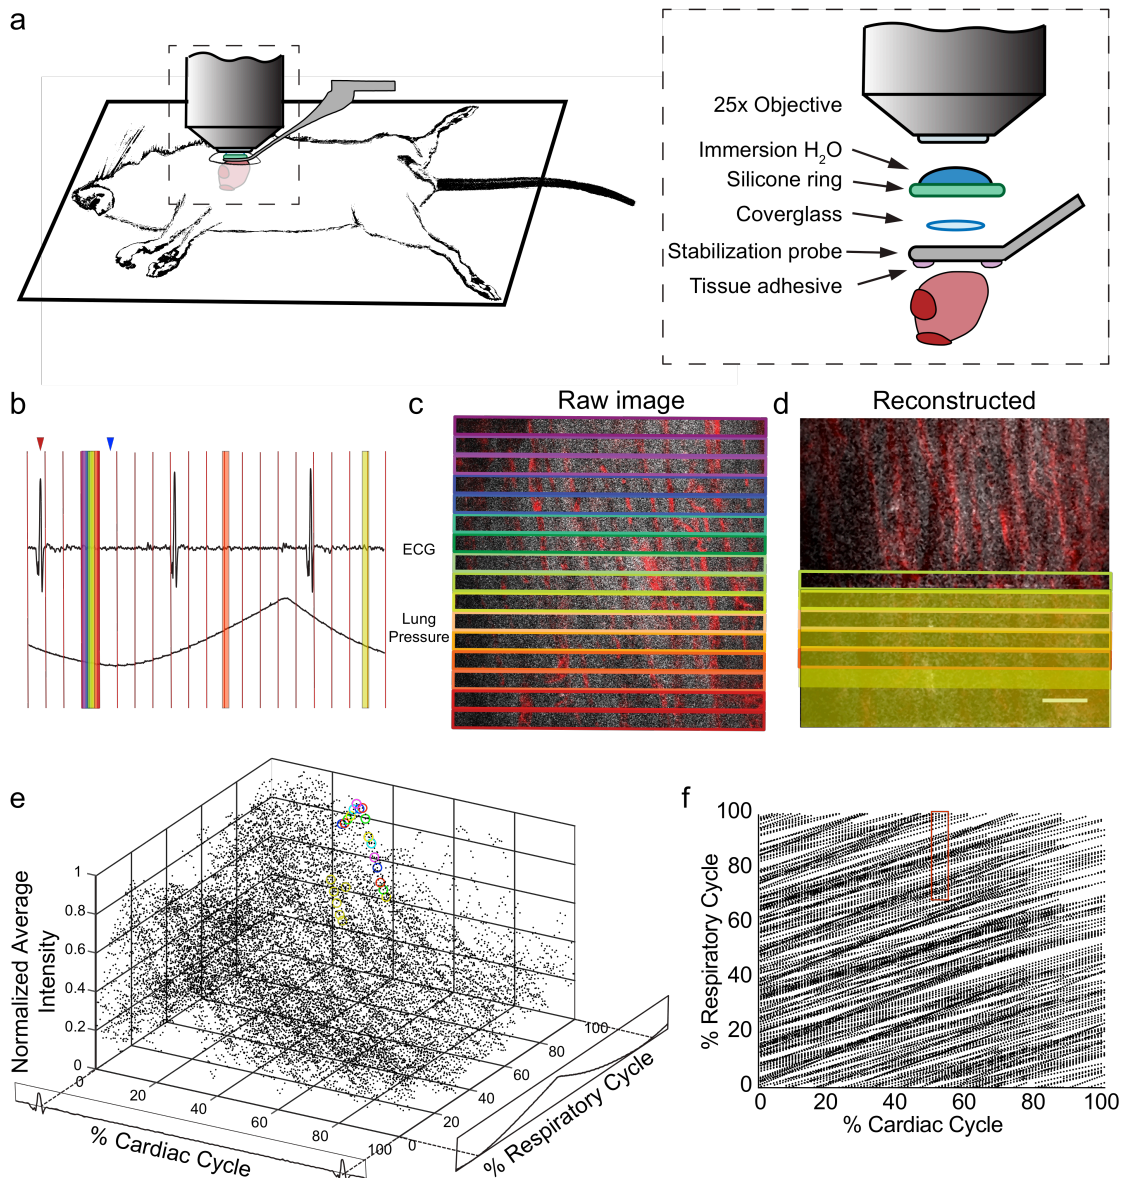 a
25x Objective
Immersion H2O
Silicone ring
Coverglass
Stabilization probe
Tissue adhesive
b
ECG
Lung
Pressure
c
Raw image
d
Reconstructed
e
Normalized Average
Intensity
1
0.8
0.6
0.4
0.2
0
0
20
40
60
80
100
% Cardiac Cycle
0
20
40
60
80
100
% Respiratory Cycle
f
% Respiratory Cycle
100
80
60
40
20
0
0
20
40
60
80
100
% Cardiac Cycle